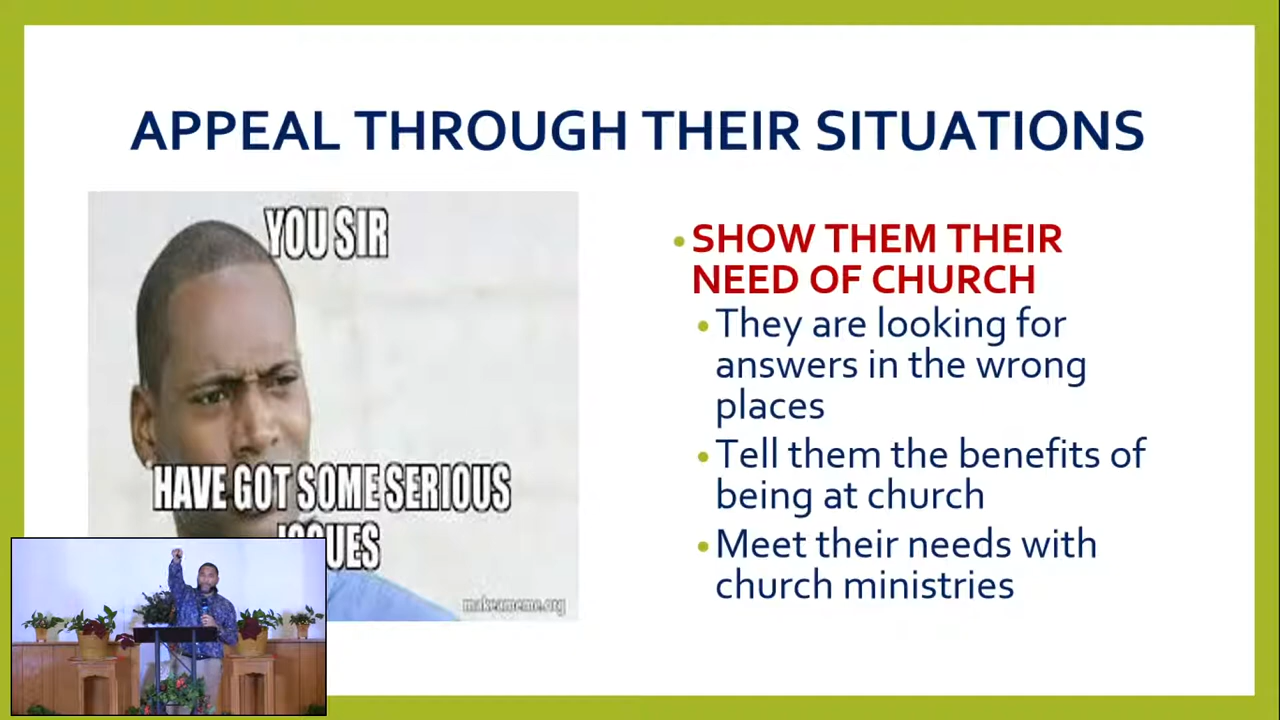 APPEAL THROUGH THEIR SITUATIONS
YOU SIR
HAVE GOT SOME SERIOUS
makeameme.org
• SHOW THEM THEIR
NEED OF CHURCH
• They are looking for
answers in the wrong
places
• Tell them the benefits of
being at church
• Meet their needs with
church ministries